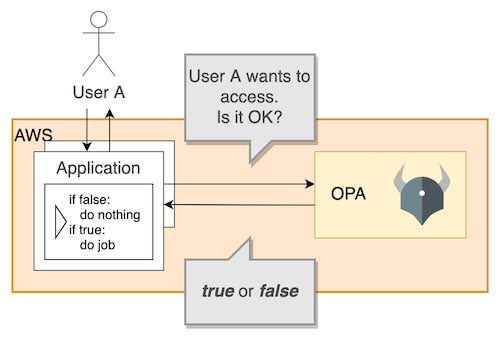 User A
User A wants to
access.
Is it OK?
AWS
Application
if false:
do nothing
if true:
do job
OPA
true or false